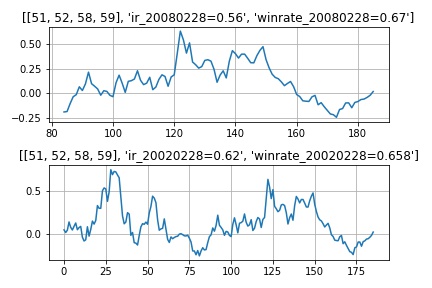 [[51, 52, 58, 59], 'ir_20080228=0.56', 'winrate_20080228=0.67']
0.50
0.25
0.00
−0.25
80 100 120 140 160 180
[[51, 52, 58, 59], 'ir_20020228=0.62', 'winrate_20020228=0.658']
0.5
0.0
0 25 50 75 100 125 150 175